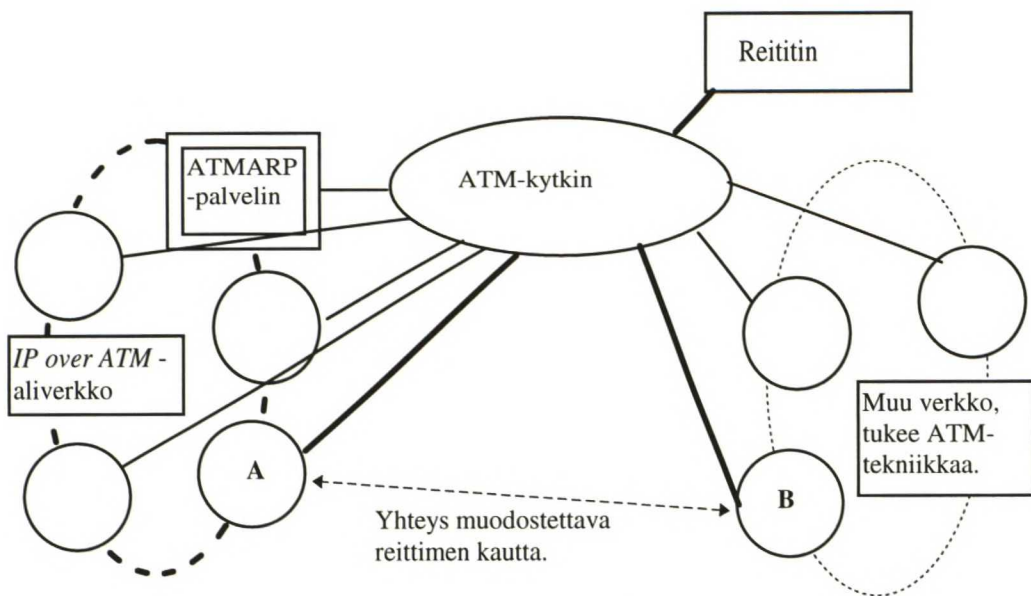 Reititin
ATMARP
-palvelin
ATM-kytkin
IP over ATM -
aliverkko
Muu verkko,
tukee ATM-
tekniikkaa.
A
B
Yhteys muodostettava
reittimen kautta.